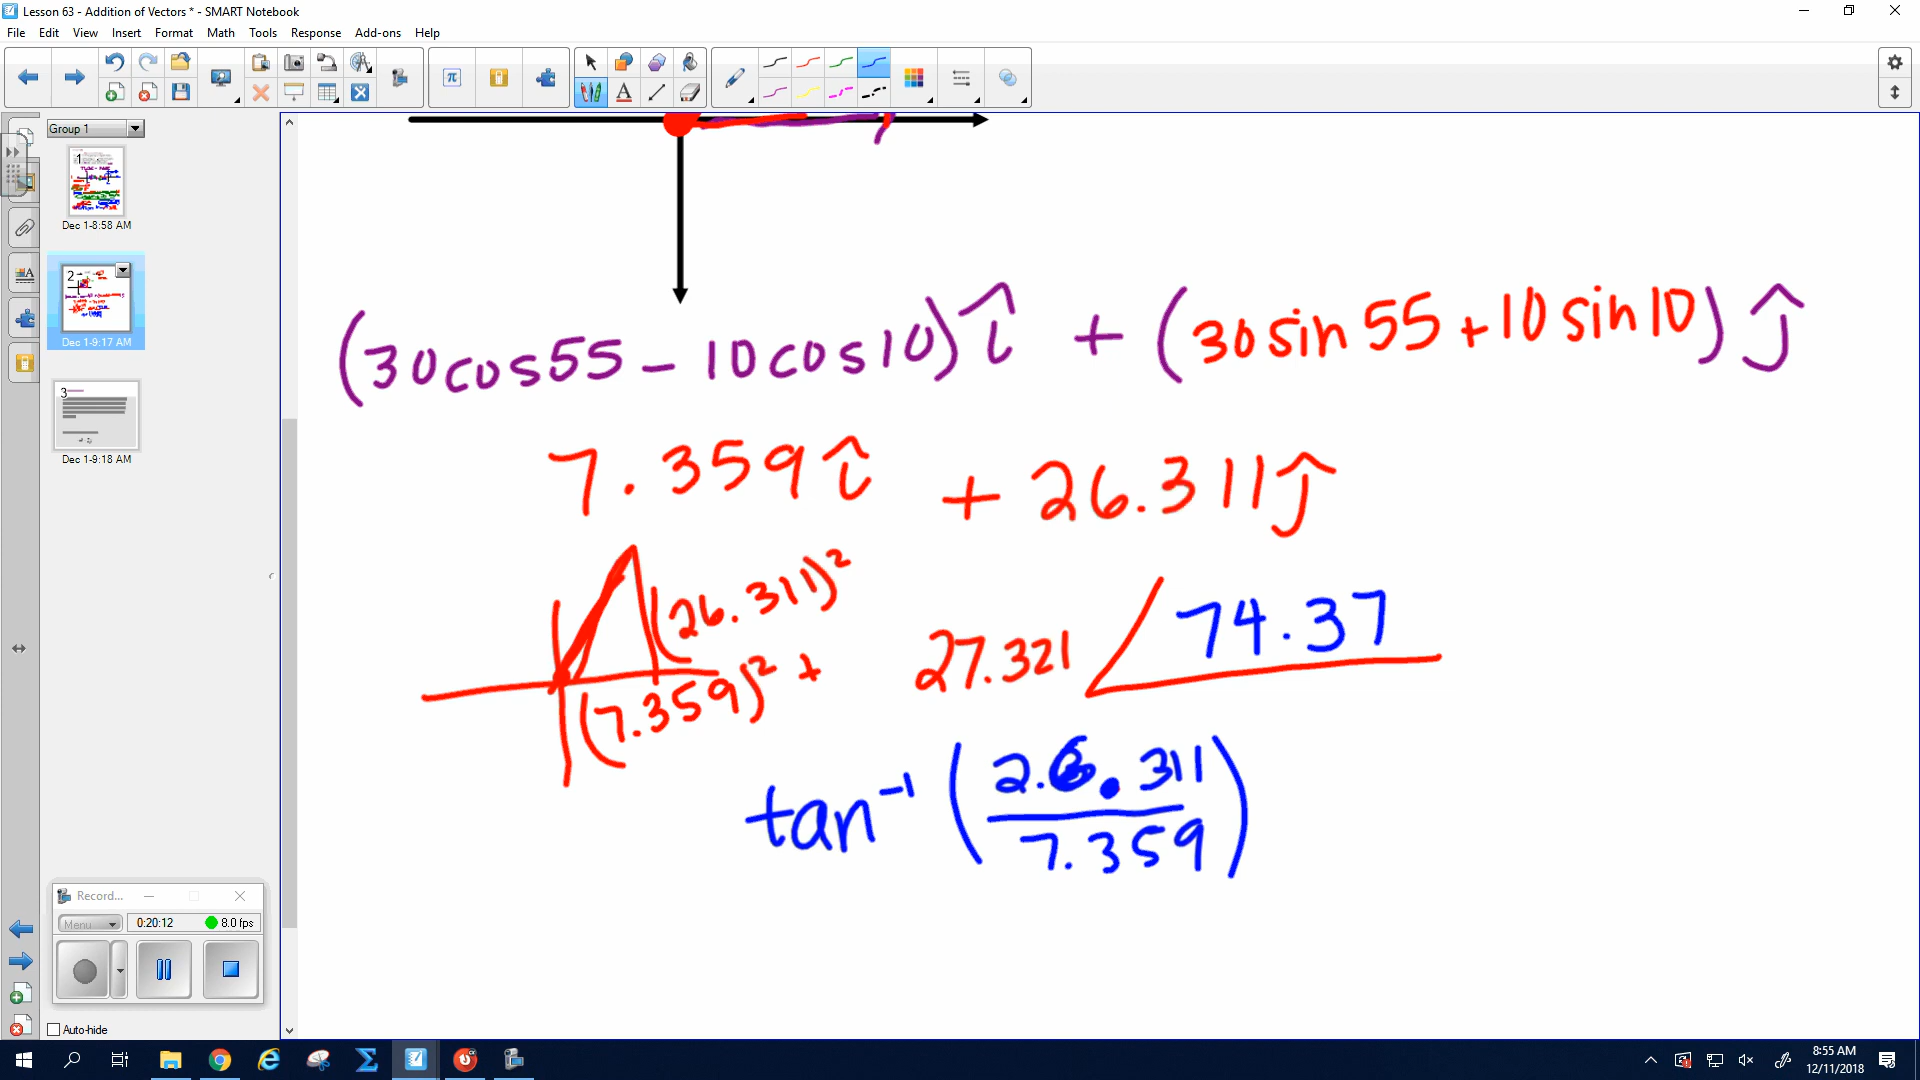 Lesson 63 - Addition of Vectors * - SMART Notebook
File Edit View Insert Format Math Tools Response Add-ons Help
Group 1
1
Dec 1-8:58 AM
2
Dec 1-9:17 AM
3
Dec 1-9:18 AM
(30cos55 - 10cos10)î + (30sin55+10sin10)ĵ
7.359î + 26.311ĵ
(26.311)²
(7.359)² +
27.321 ∠ 74.37
tan⁻¹ (26.311/7.359)
Record...
Menu 0:20:12 8.0 fps
Auto-hide
8:55 AM
12/11/2018